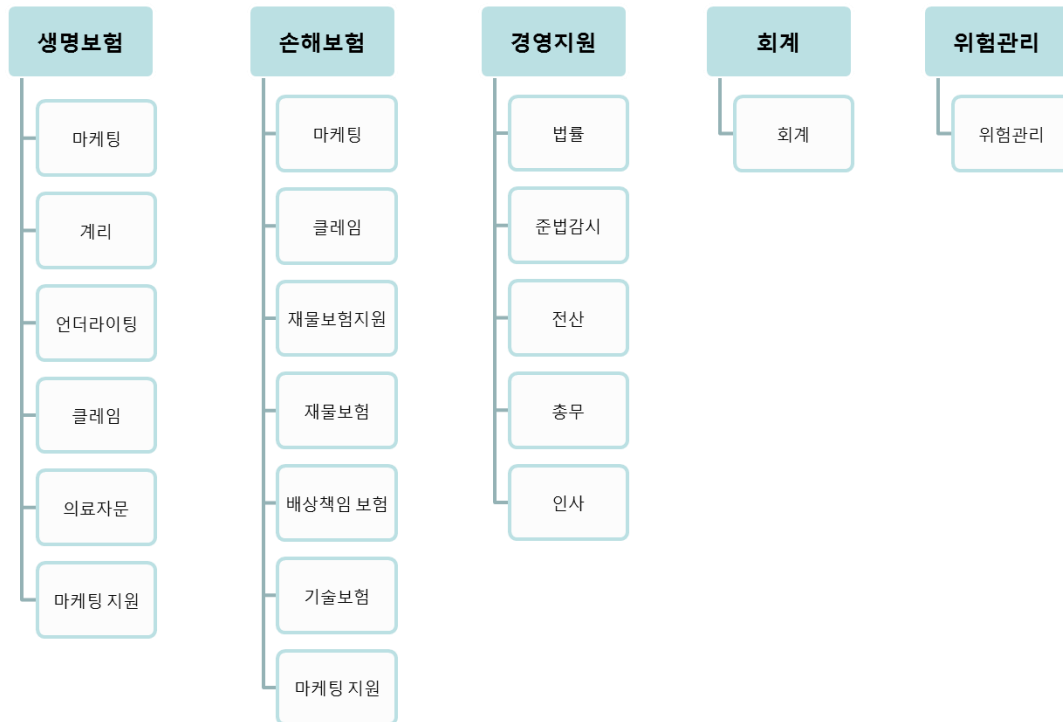 생명보험
마케팅
계리
언더라이팅
클레임
의료자문
마케팅 지원
손해보험
마케팅
클레임
재물보험지원
재물보험
배상책임 보험
기술보험
마케팅 지원
경영지원
법률
준법감시
전산
총무
인사
회계
회계
위험관리
위험관리